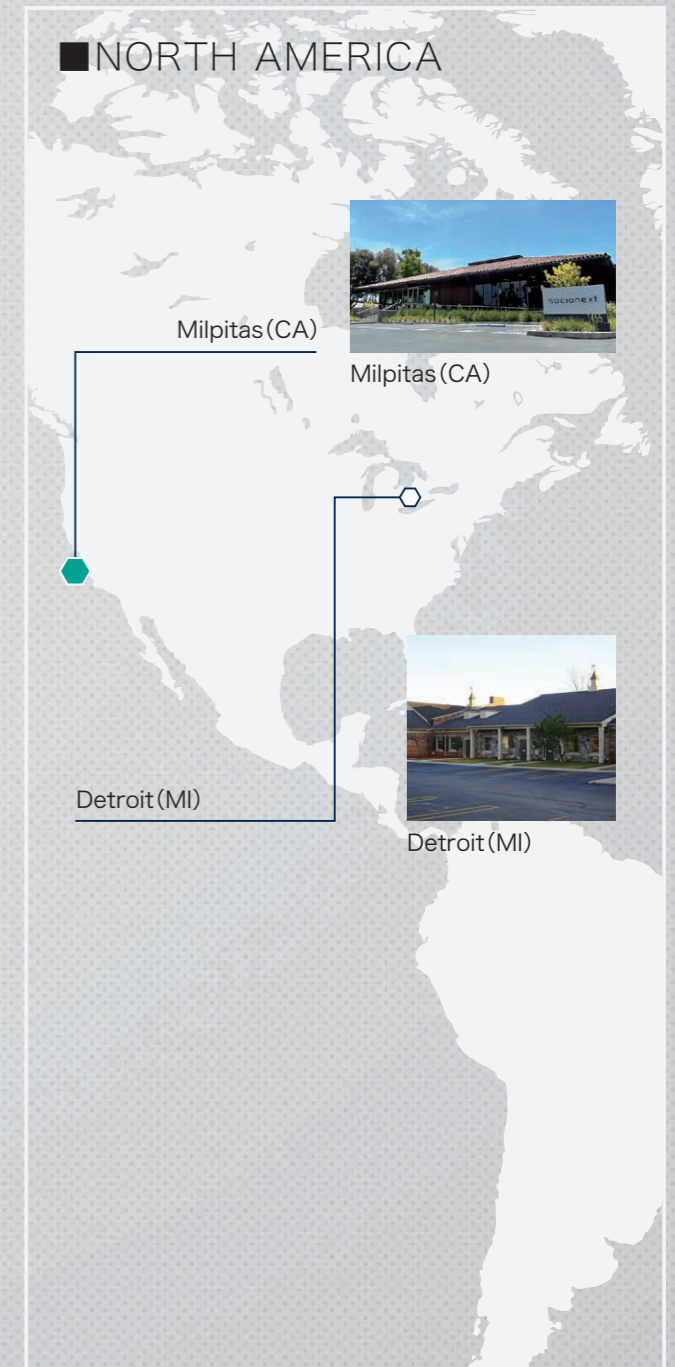 ■NORTH AMERICA
Milpitas(CA)
socionext
Milpitas(CA)
Detroit(MI)
Detroit(MI)